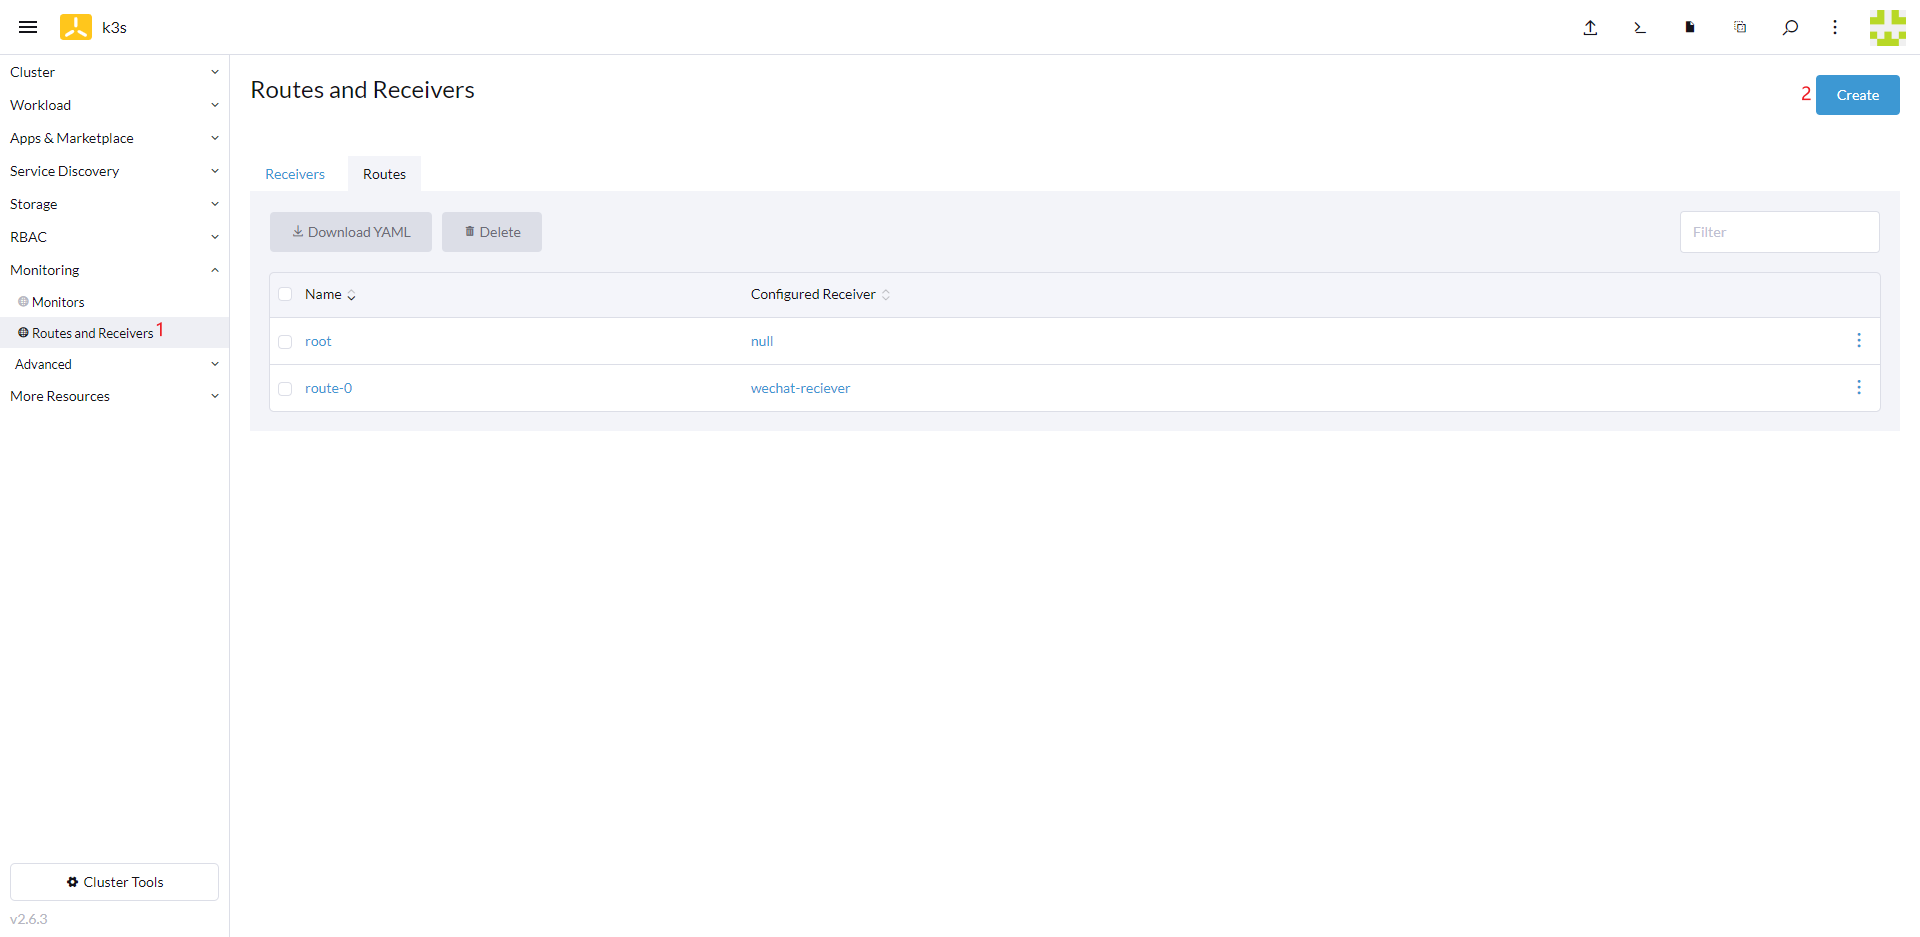 k3s
Cluster
Workload
Apps & Marketplace
Service Discovery
Storage
RBAC
Monitoring
Monitors
Routes and Receivers 1
Advanced
More Resources
Cluster Tools
v2.6.3
Routes and Receivers
2 Create
Receivers Routes
Download YAML Delete Filter
Name Configured Receiver
root null
route-0 wechat-reciever